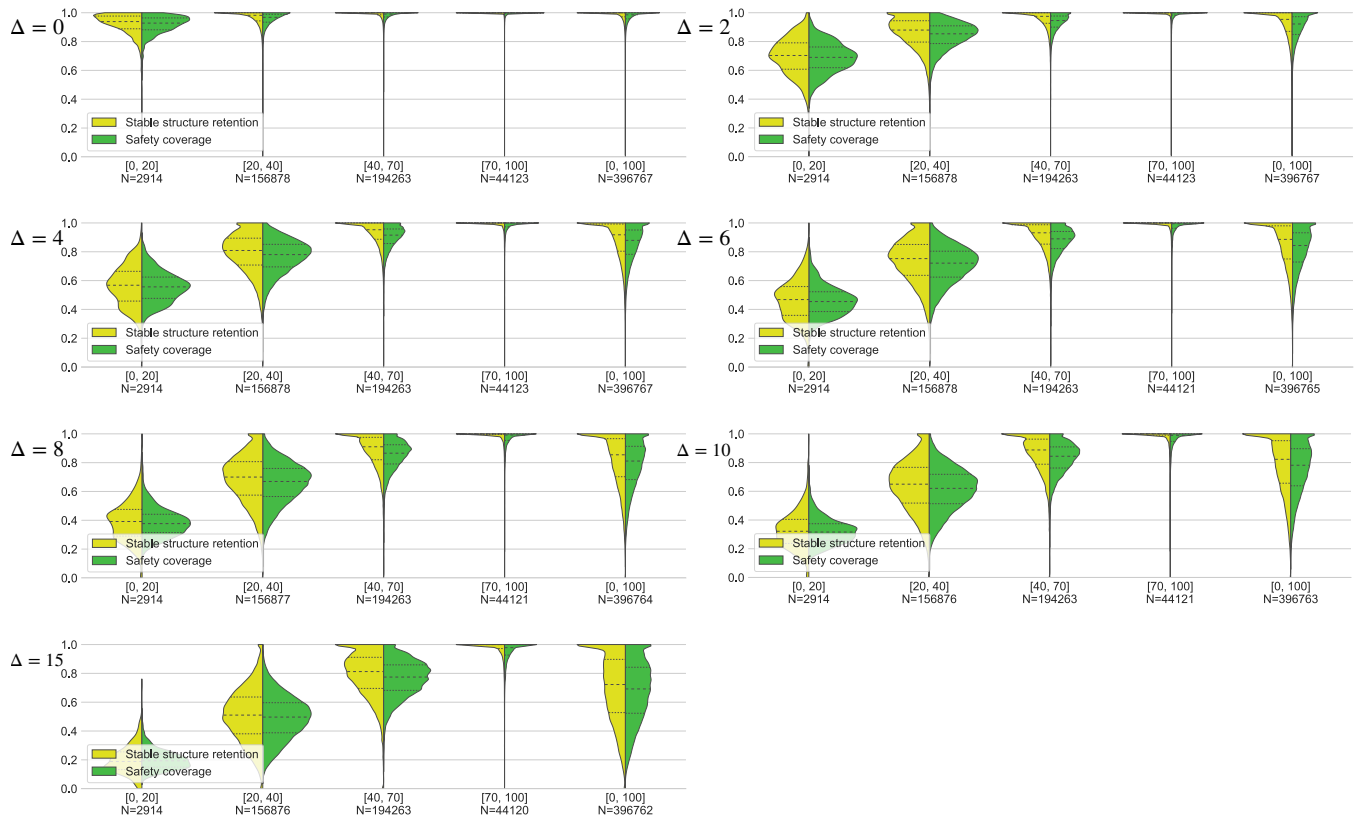 Δ = 0
1.0
0.8
0.6
0.4
0.2
0.0
Stable structure retention
Safety coverage
[0, 20] [20, 40] [40, 70] [70, 100] [0, 100]
N=2914 N=156878 N=194263 N=44123 N=396767
Δ = 2
1.0
0.8
0.6
0.4
0.2
0.0
Stable structure retention
Safety coverage
[0, 20] [20, 40] [40, 70] [70, 100] [0, 100]
N=2914 N=156878 N=194263 N=44123 N=396767
Δ = 4
1.0
0.8
0.6
0.4
0.2
0.0
Stable structure retention
Safety coverage
[0, 20] [20, 40] [40, 70] [70, 100] [0, 100]
N=2914 N=156878 N=194263 N=44123 N=396767
Δ = 6
1.0
0.8
0.6
0.4
0.2
0.0
Stable structure retention
Safety coverage
[0, 20] [20, 40] [40, 70] [70, 100] [0, 100]
N=2914 N=156878 N=194263 N=44121 N=396765
Δ = 8
1.0
0.8
0.6
0.4
0.2
0.0
Stable structure retention
Safety coverage
[0, 20] [20, 40] [40, 70] [70, 100] [0, 100]
N=2914 N=156877 N=194263 N=44121 N=396764
Δ = 10
1.0
0.8
0.6
0.4
0.2
0.0
Stable structure retention
Safety coverage
[0, 20] [20, 40] [40, 70] [70, 100] [0, 100]
N=2914 N=156876 N=194263 N=44121 N=396763
Δ = 15
1.0
0.8
0.6
0.4
0.2
0.0
Stable structure retention
Safety coverage
[0, 20] [20, 40] [40, 70] [70, 100] [0, 100]
N=2914 N=156876 N=194263 N=44120 N=396762